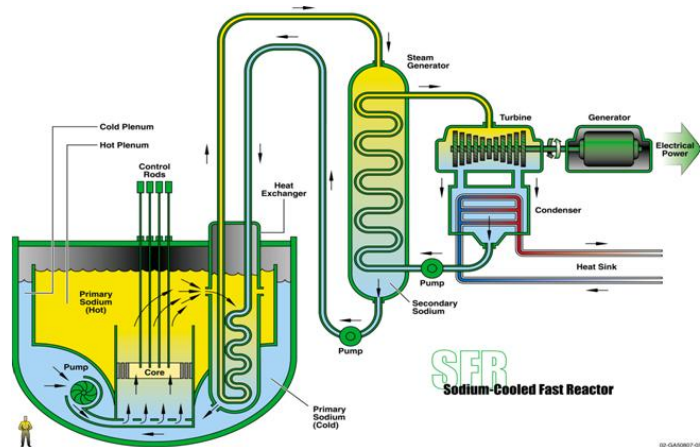 Steam
Generator
Turbine
Generator
Electrical
Power
Cold Plenum
Hot Plenum
Control
Rods
Heat
Exchanger
Condenser
Primary
Sodium
(Hot)
Pump
Heat Sink
Secondary
Sodium
Pump
Core
Pump
Primary
Sodium
(Cold)
SFR
Sodium-Cooled Fast Reactor